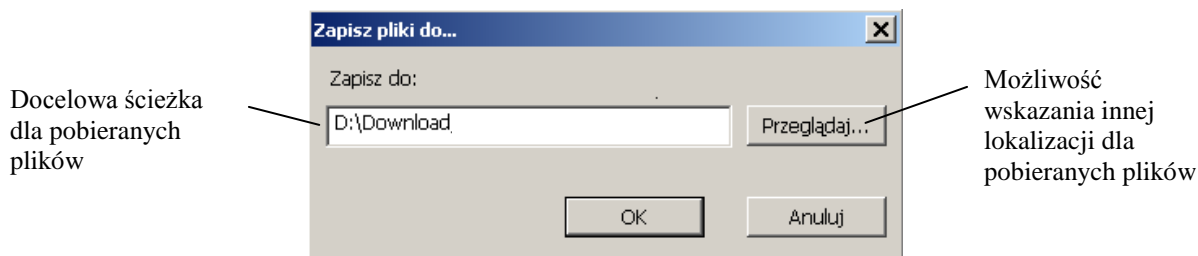 Zapisz pliki do...
Zapisz do:
Docelowa ścieżka
dla pobieranych
plików
D:\Download
Przeglądaj...
Możliwość
wskazania innej
lokalizacji dla
pobieranych plików
OK
Anuluj